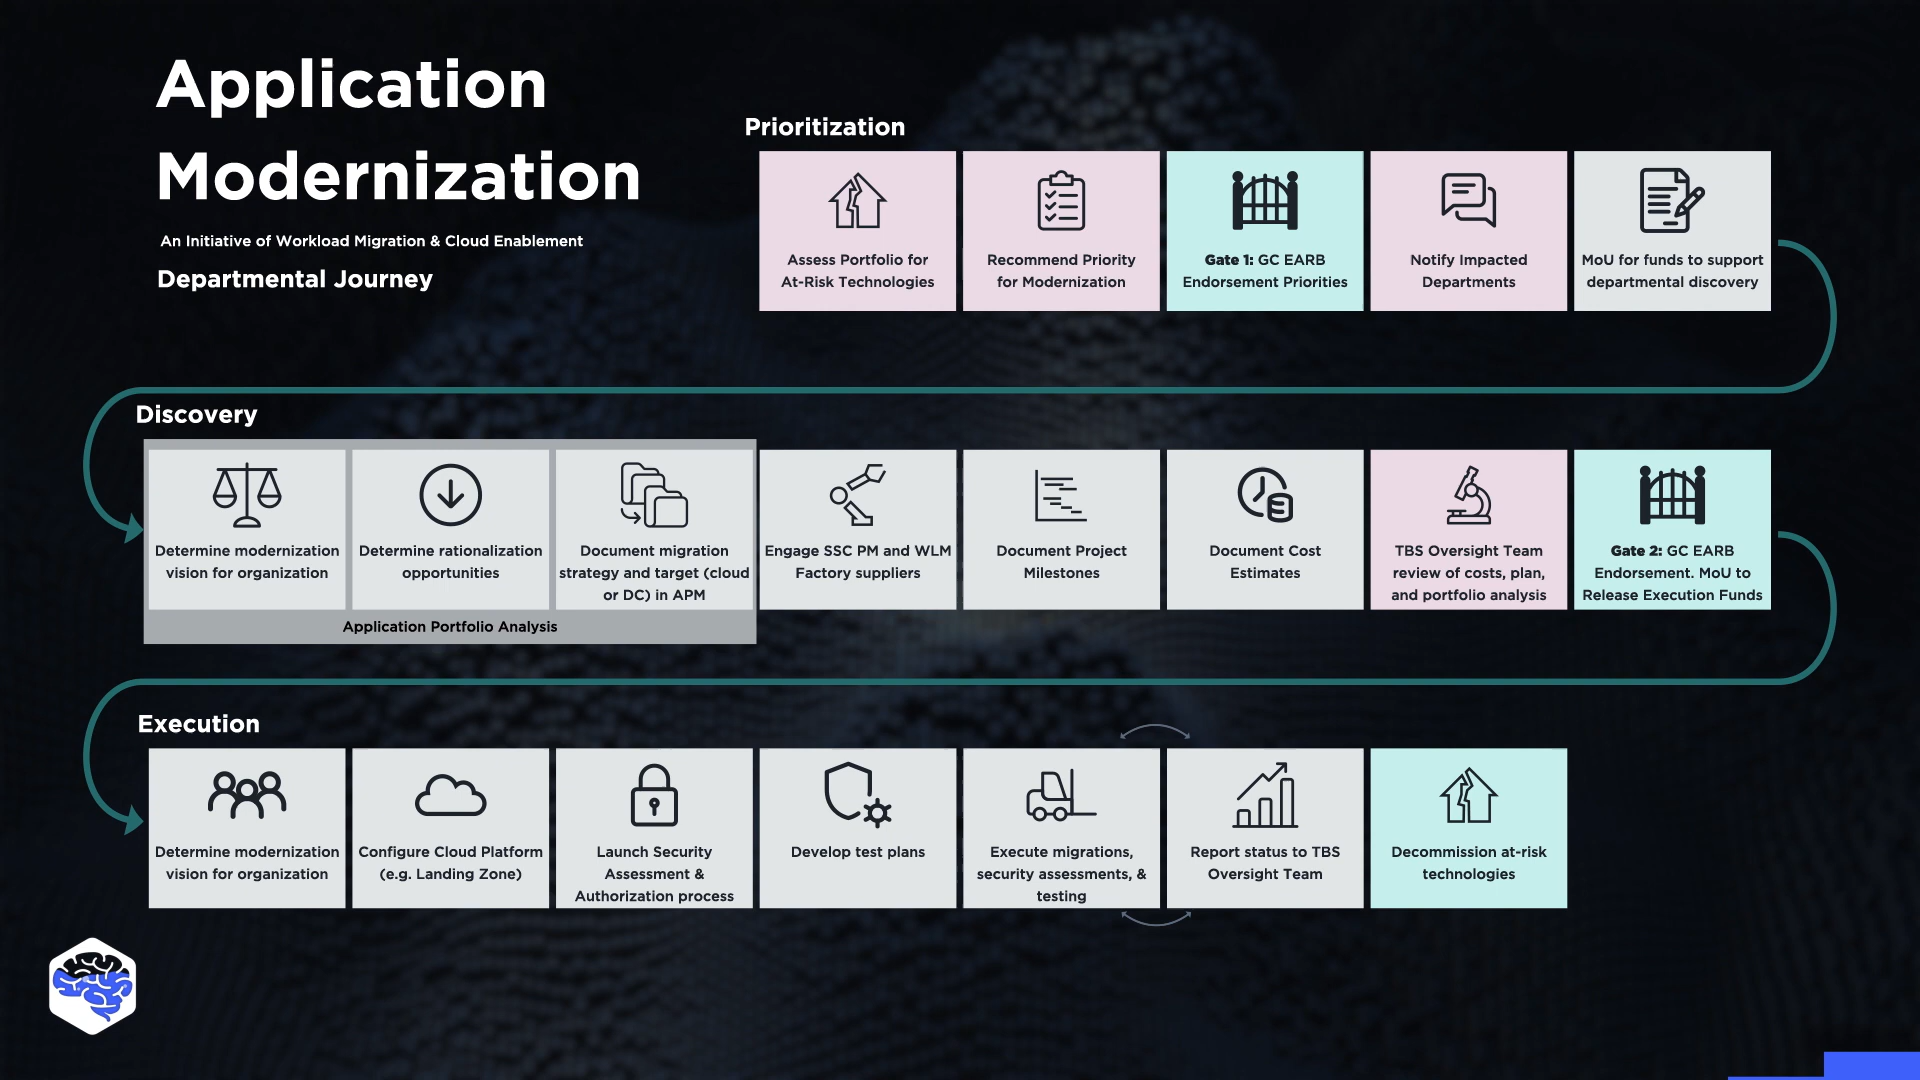 Application
Modernization
An Initiative of Workload Migration & Cloud Enablement
Departmental Journey
Prioritization
Assess Portfolio for
At-Risk Technologies
Recommend Priority
for Modernization
Gate 1: GC EARB
Endorsement Priorities
Notify Impacted
Departments
MoU for funds to support
departmental discovery
Discovery
Determine modernization
vision for organization
Determine rationalization
opportunities
Document migration
strategy and target (cloud
or DC) in APM
Application Portfolio Analysis
Engage SSC PM and WLM
Factory suppliers
Document Project
Milestones
Document Cost
Estimates
TBS Oversight Team
review of costs, plan,
and portfolio analysis
Gate 2: GC EARB
Endorsement. MoU to
Release Execution Funds
Execution
Determine modernization
vision for organization
Configure Cloud Platform
(e.g. Landing Zone)
Launch Security
Assessment &
Authorization process
Develop test plans
Execute migrations,
security assessments, &
testing
Report status to TBS
Oversight Team
Decommission at-risk
technologies